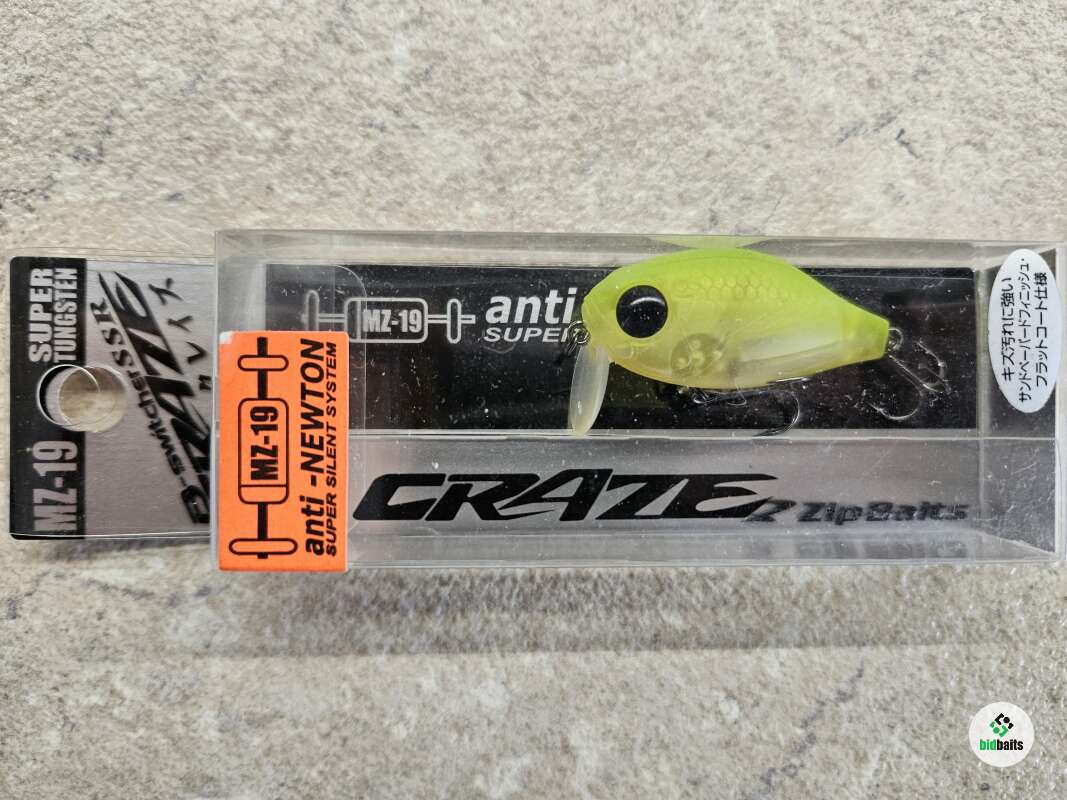 SUPER
TUNGSTEN
B-switcher-SSR
CRAZE
クレイズ
MZ-19
MZ-19
anti-NEWTON
SUPER SILENT SYSTEM
MZ-19
anti
SUPER
CRAZE
ZipBaits
キズ汚れに強い
サンドペーパードフィニッシュ・
フラットコート仕様
bidbaits